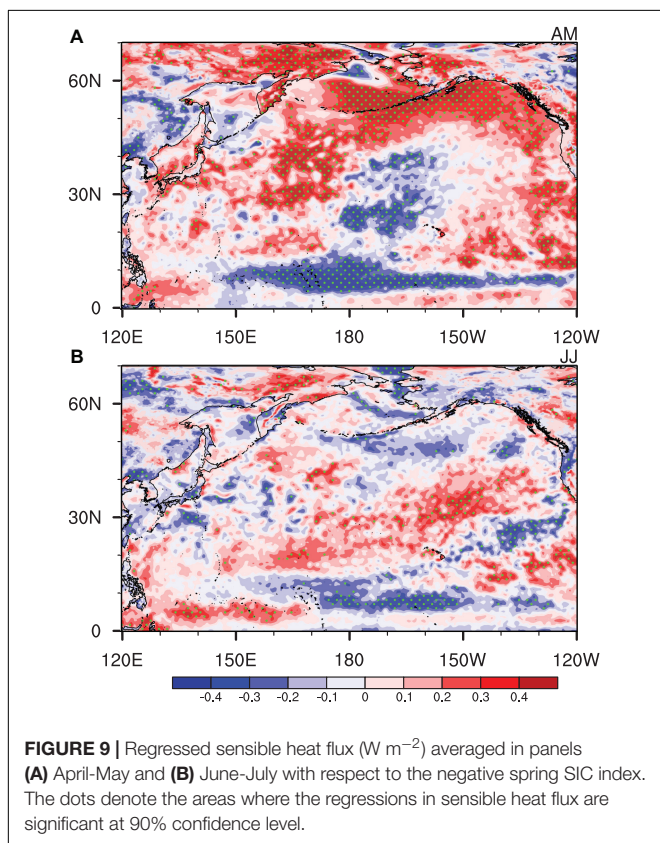 A AM
60N
30N
0
120E 150E 180 150W 120W
B JJ
60N
30N
0
120E 150E 180 150W 120W
-0.4 -0.3 -0.2 -0.1 0 0.1 0.2 0.3 0.4
FIGURE 9 | Regressed sensible heat flux (W m−2) averaged in panels
(A) April-May and (B) June-July with respect to the negative spring SIC index.
The dots denote the areas where the regressions in sensible heat flux are
significant at 90% confidence level.